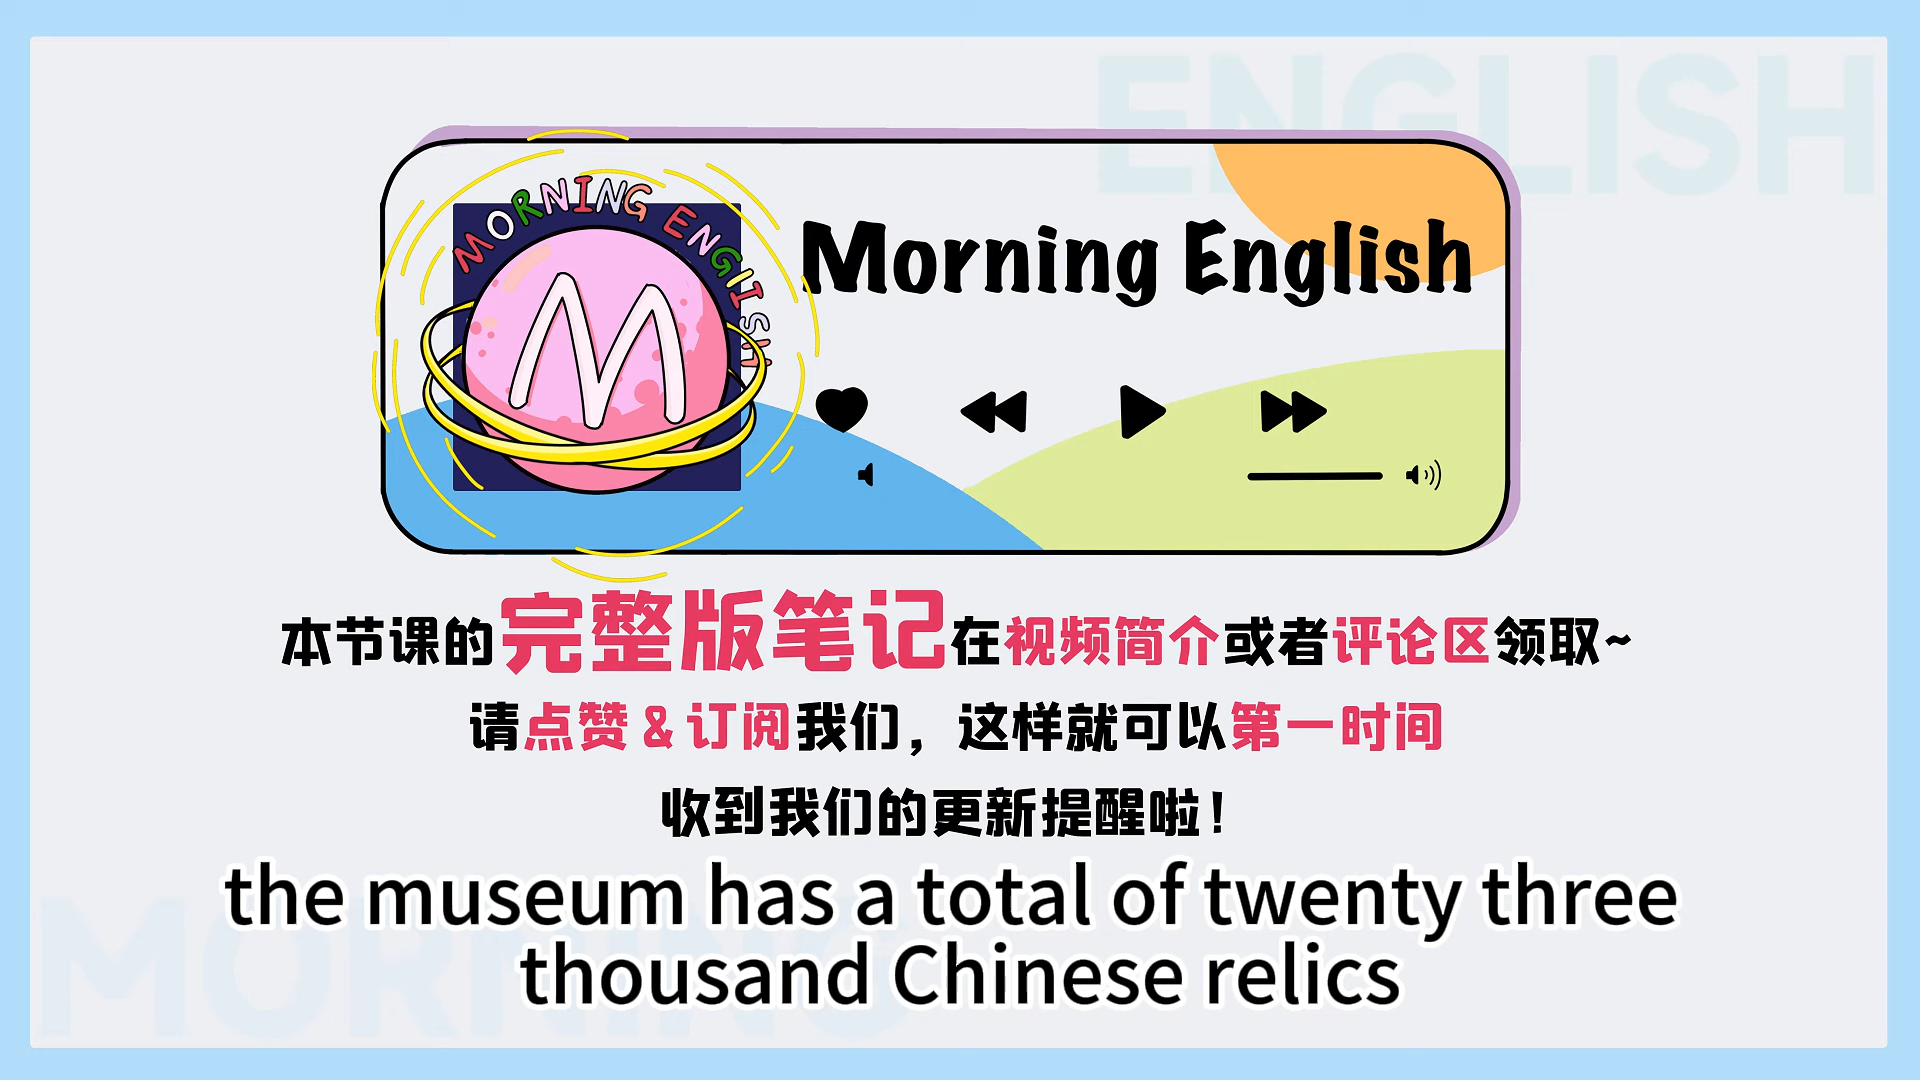 ENGLISH
MORNING ENGLISH
M
Morning English
本节课的完整版笔记在视频简介或者评论区领取~
请点赞&订阅我们，这样就可以第一时间
收到我们的更新提醒啦！
MORNING
the museum has a total of twenty three
thousand Chinese relics